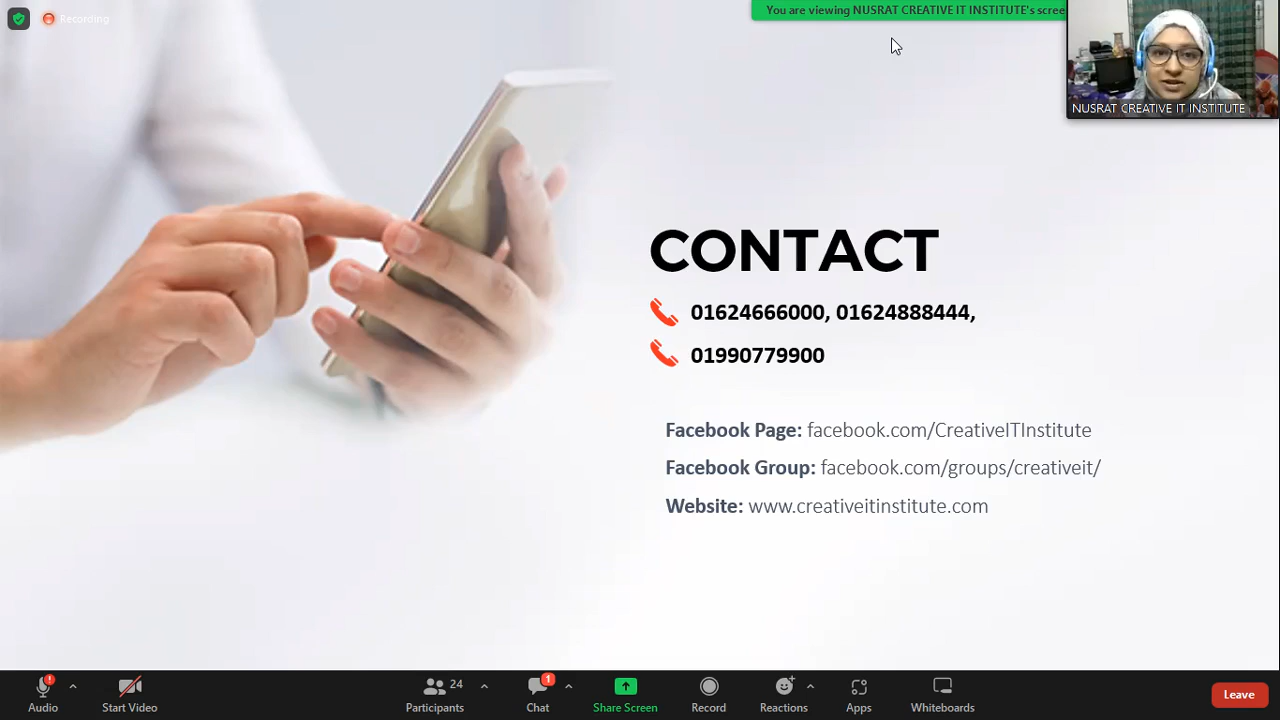 Recording
You are viewing NUSRAT CREATIVE IT INSTITUTE's scree
NUSRAT CREATIVE IT INSTITUTE
CONTACT
01624666000, 01624888444,
01990779900
Facebook Page: facebook.com/CreativeITInstitute
Facebook Group: facebook.com/groups/creativeit/
Website: www.creativeitinstitute.com
Audio
Start Video
Participants
24
Chat
1
Share Screen
Record
Reactions
Apps
Whiteboards
Leave